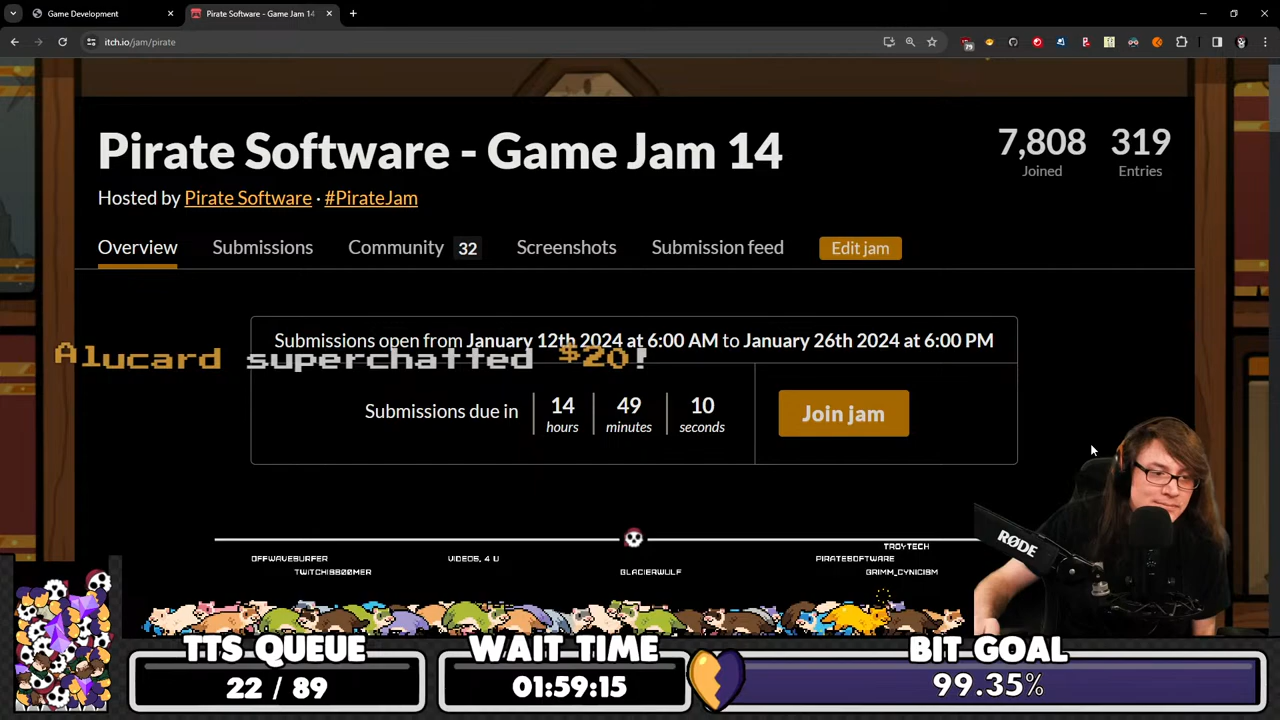 Game Development
Pirate Software - Game Jam 14
itch.io/jam/pirate
79
Pirate Software - Game Jam 14
7,808
Joined
319
Entries
Hosted by Pirate Software · #PirateJam
Overview
Submissions
Community 32
Screenshots
Submission feed
Edit jam
Submissions open from January 12th 2024 at 6:00 AM to January 26th 2024 at 6:00 PM
Alucard superchatted $20!
Submissions due in
14
hours
49
minutes
10
seconds
Join jam
RØDE
OFFWAVESURFER
VIDEOS, 4 U
TROYTECH
PIRATESOFTWARE
GLACIERWULF
GRIMM_CYNICISM
TTS QUEUE
22 / 89
WAIT TIME
01:59:15
BIT GOAL
99.35%